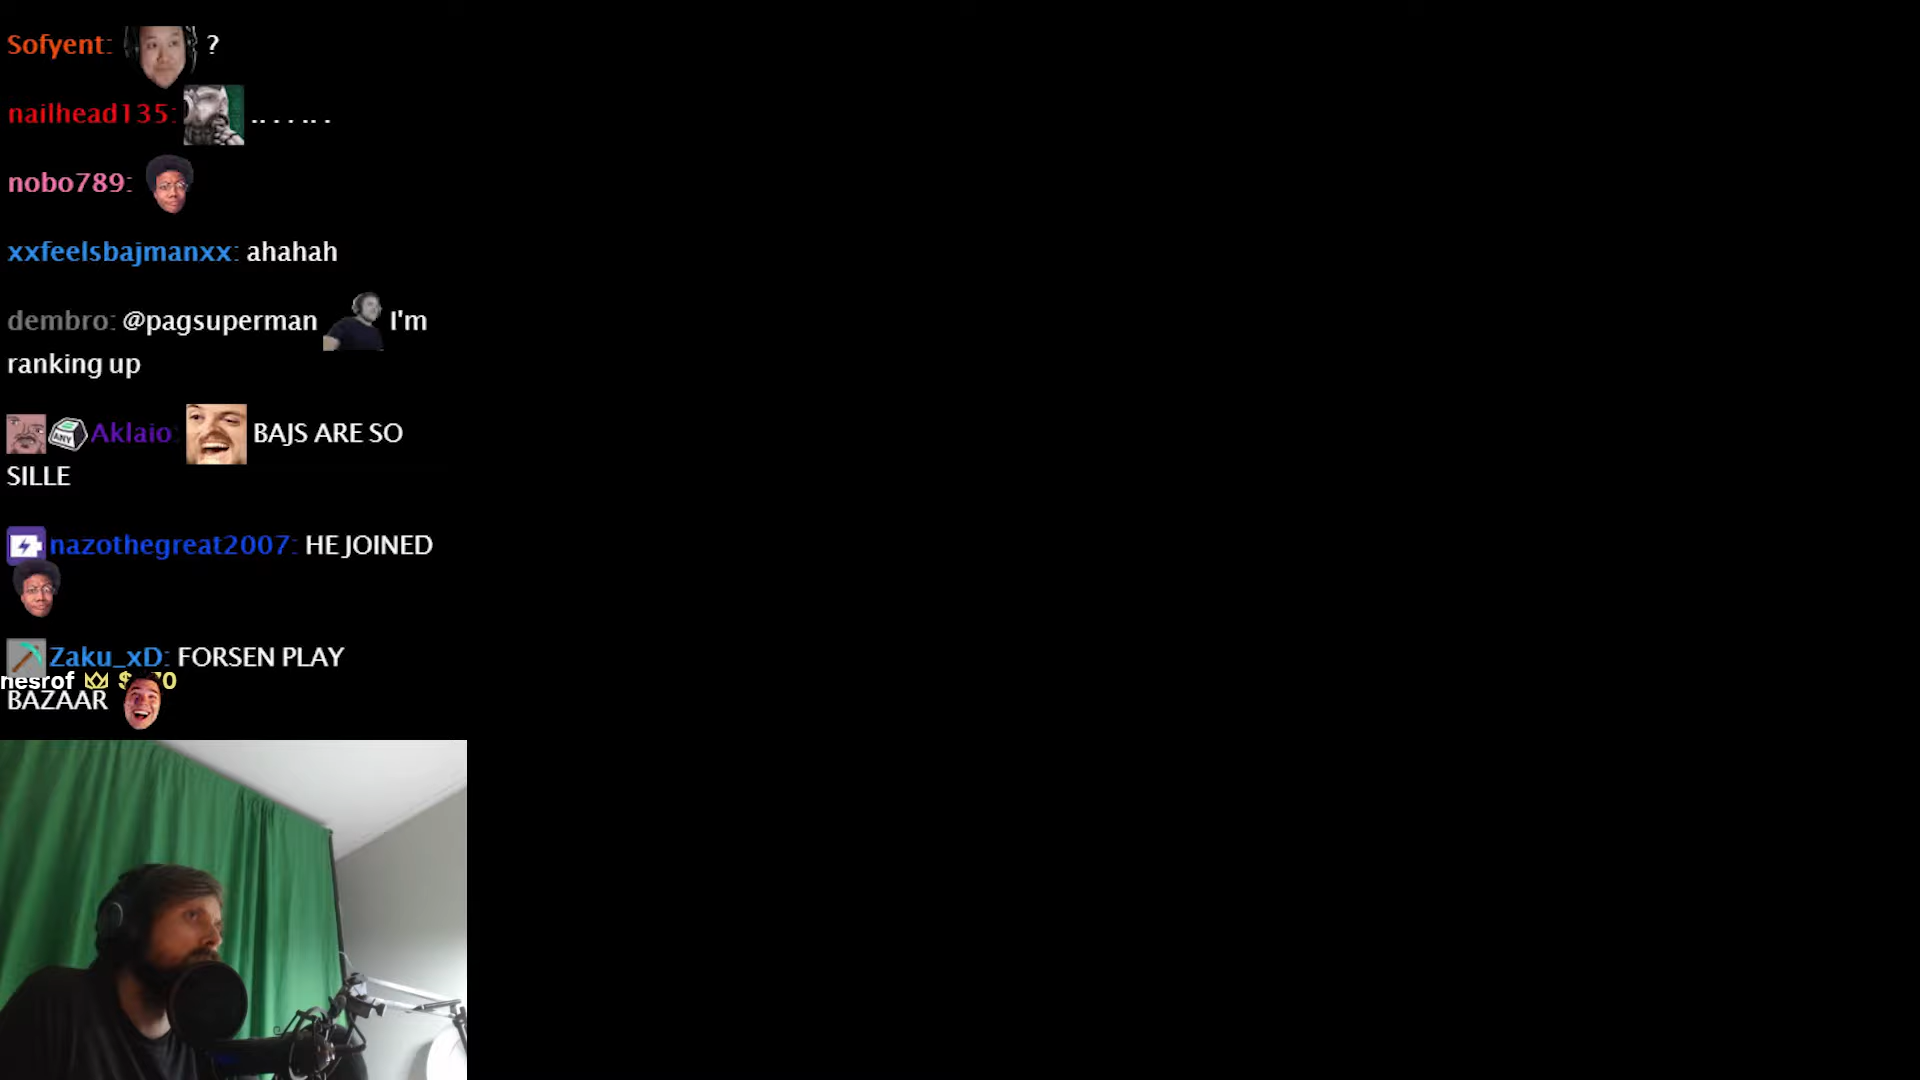 Sofyent: ?
nailhead135: .. . . .. .
nobo789:
xxfeelsbajmanxx: ahahah
dembro: @pagsuperman I'm
ranking up
ANY Aklaio: BAJS ARE SO
SILLE
nazothegreat2007: HE JOINED
Zaku_xD: FORSEN PLAY
nesrof
BAZAAR